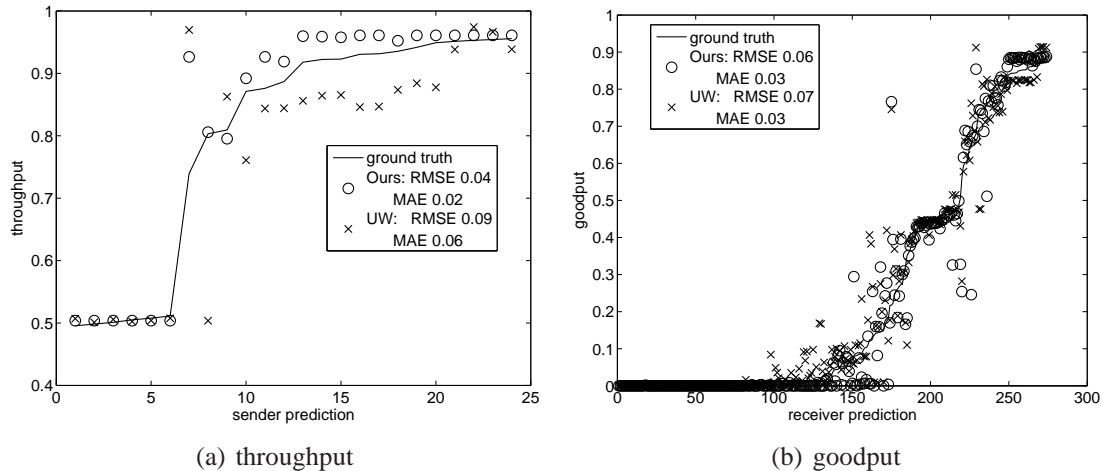 1
0.9
0.8
0.7
0.6
0.5
0.4
throughput
0 5 10 15 20 25
sender prediction
ground truth
Ours: RMSE 0.04
MAE 0.02
UW: RMSE 0.09
MAE 0.06
(a) throughput
1
0.9
0.8
0.7
0.6
0.5
0.4
0.3
0.2
0.1
0
goodput
0 50 100 150 200 250 300
receiver prediction
ground truth
Ours: RMSE 0.06
MAE 0.03
UW: RMSE 0.07
MAE 0.03
(b) goodput